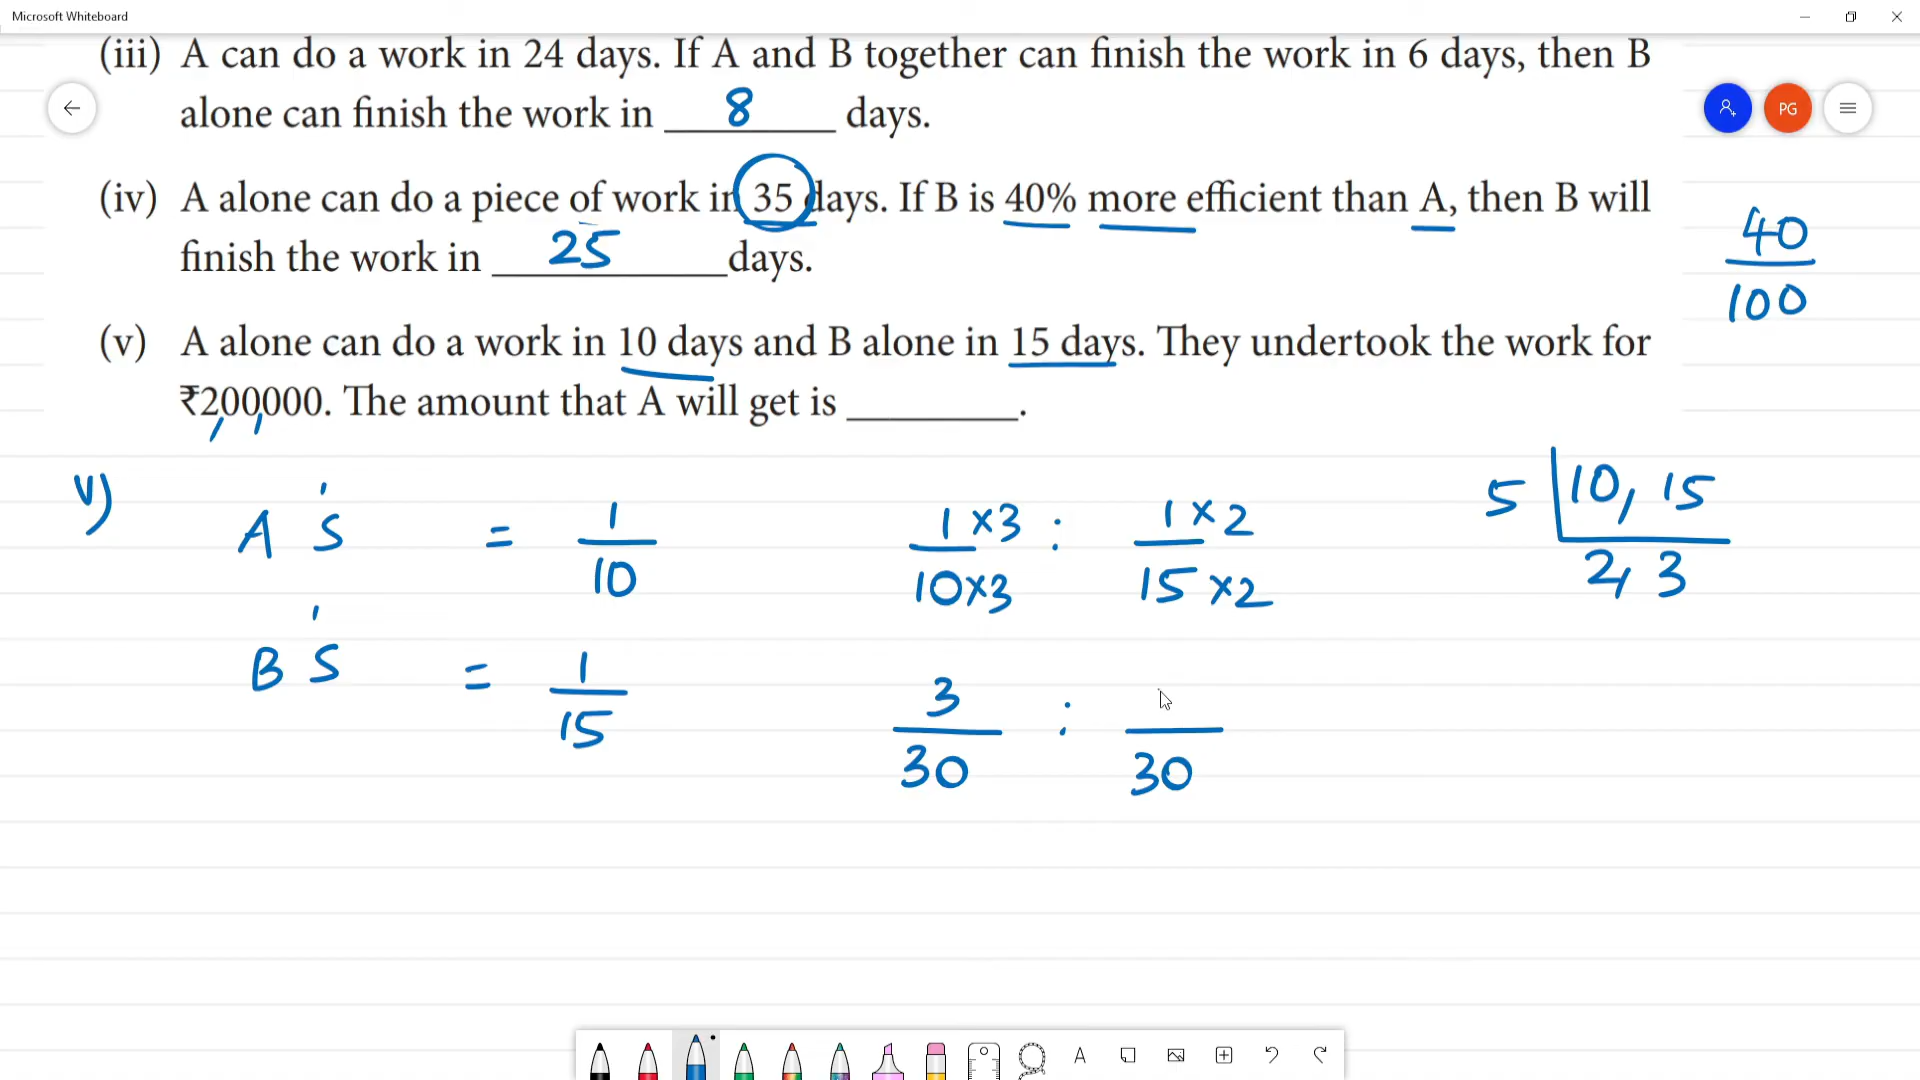 Microsoft Whiteboard
(iii) A can do a work in 24 days. If A and B together can finish the work in 6 days, then B
alone can finish the work in 8 days.
PG
(iv) A alone can do a piece of work in 35 days. If B is 40% more efficient than A, then B will
finish the work in 25 days.
40
100
(v) A alone can do a work in 10 days and B alone in 15 days. They undertook the work for
₹200000. The amount that A will get is ________.
v) A's = 1/10
1×3/10×3 : 1×2/15×2
5 | 10, 15
2, 3
B's = 1/15
3/30 : /30
A